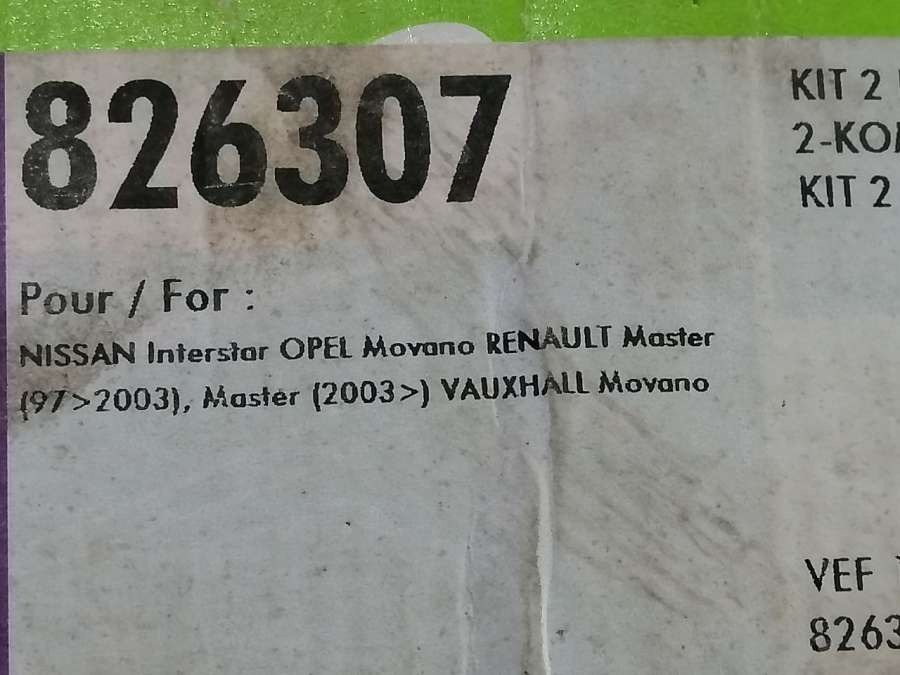 826307
KIT 2
2-KO
KIT 2
Pour / For :
NISSAN Interstar OPEL Movano RENAULT Master
(97>2003), Master (2003>) VAUXHALL Movano
VEF
8263